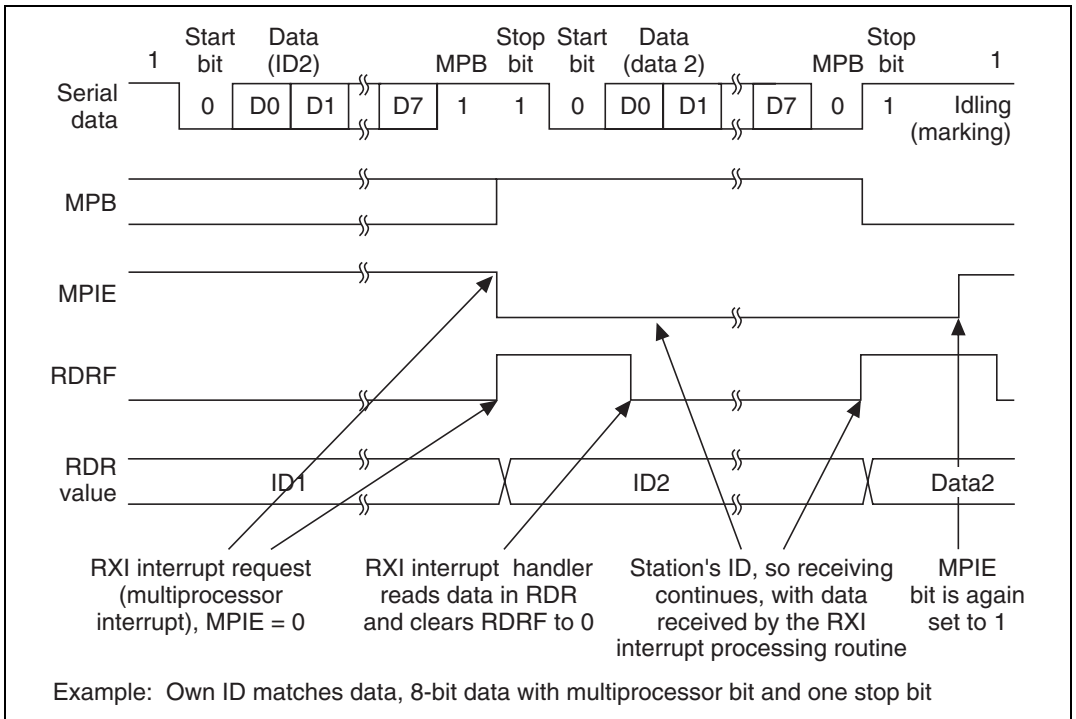 Start Data Stop Start Data Stop
1 bit (ID2) MPB bit bit (data 2) MPB bit 1
Serial data 0 D0 D1 D7 1 1 0 D0 D1 D7 0 1 Idling (marking)
MPB
MPIE
RDRF
RDR value ID1 ID2 Data2
RXI interrupt request
(multiprocessor
interrupt), MPIE = 0
RXI interrupt handler
reads data in RDR
and clears RDRF to 0
Station's ID, so receiving
continues, with data
received by the RXI
interrupt processing routine
MPIE
bit is again
set to 1
Example: Own ID matches data, 8-bit data with multiprocessor bit and one stop bit